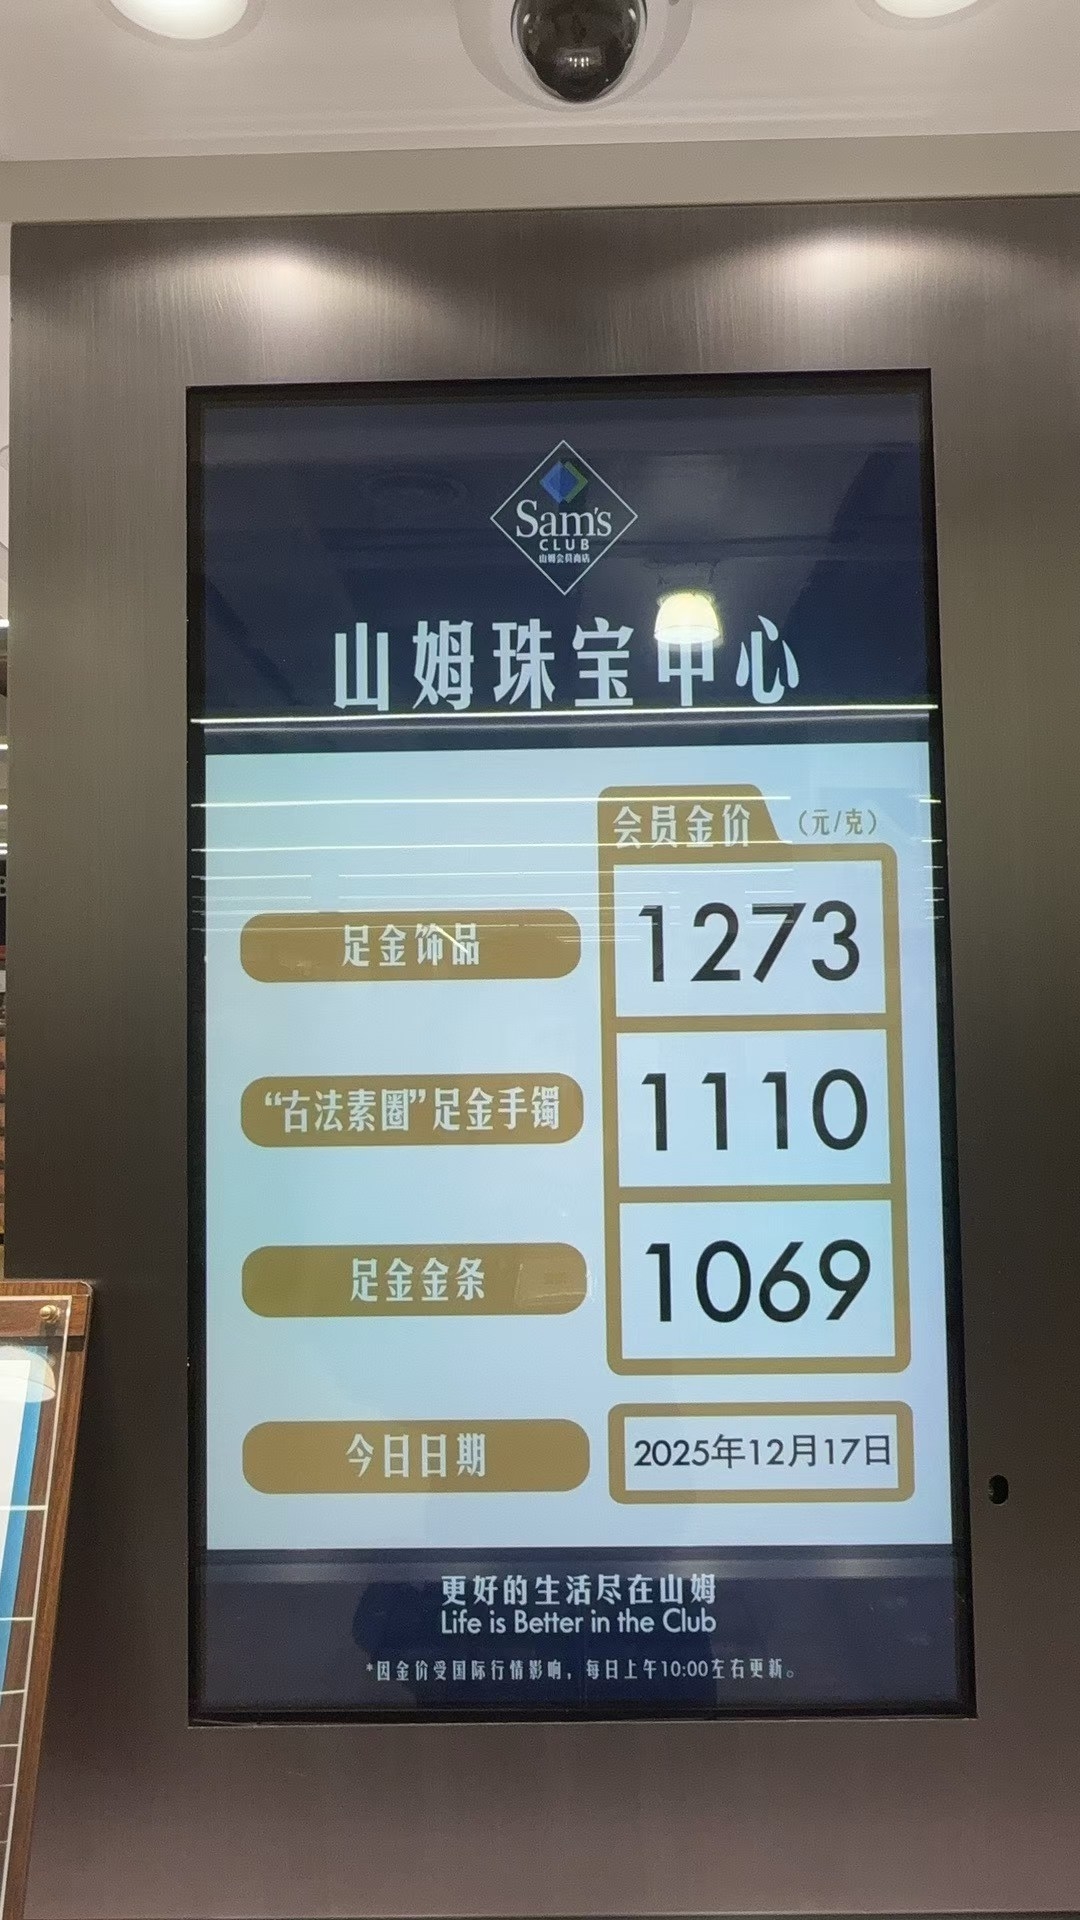 Sam's
CLUB
山姆会员商店
山姆珠宝中心
会员金价 （元/克）
足金饰品 1273
“古法素圈”足金手镯 1110
足金金条 1069
今日日期 2025年12月17日
更好的生活尽在山姆
Life is Better in the Club
*因金价受国际行情影响，每日上午10:00左右更新。